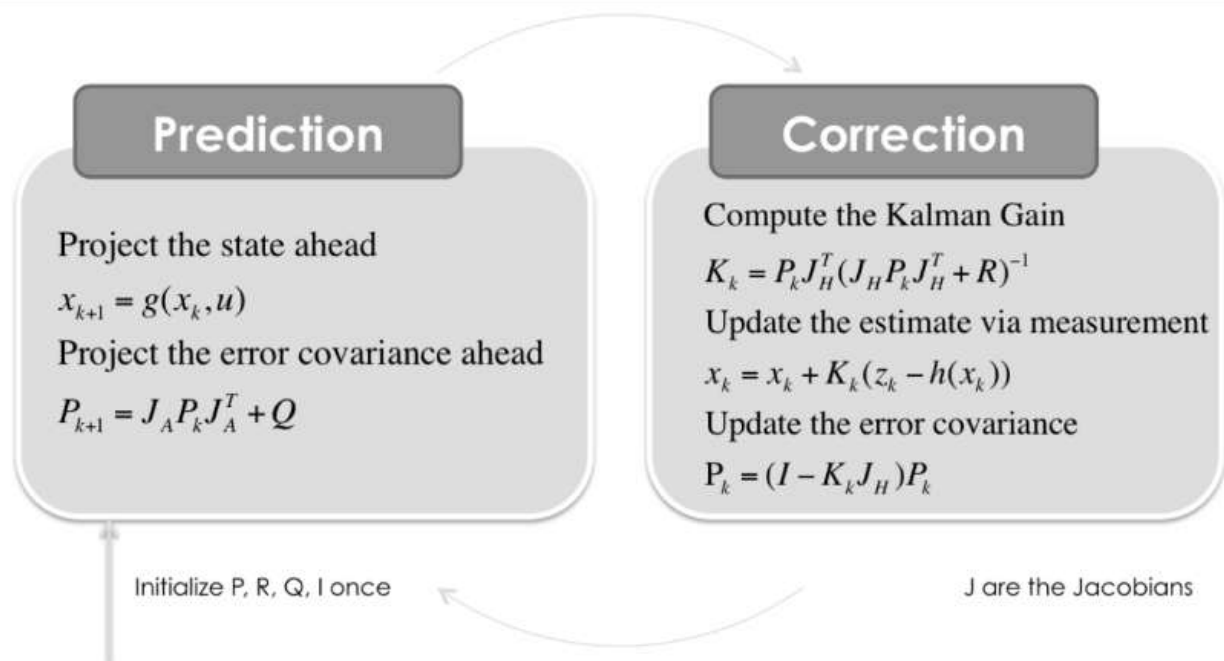 Prediction
Project the state ahead
x_{k+1} = g(x_k, u)
Project the error covariance ahead
P_{k+1} = J_A P_k J_A^T + Q
Correction
Compute the Kalman Gain
K_k = P_k J_H^T (J_H P_k J_H^T + R)^{-1}
Update the estimate via measurement
x_k = x_k + K_k(z_k − h(x_k))
Update the error covariance
P_k = (I − K_k J_H)P_k
Initialize P, R, Q, I once
J are the Jacobians